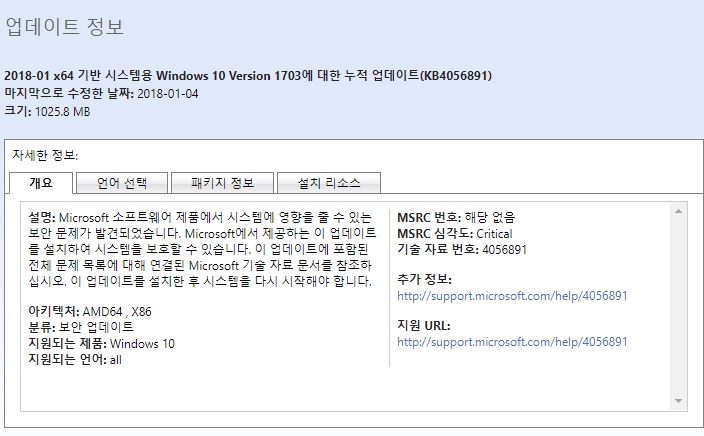 업데이트 정보
2018-01 x64 기반 시스템용 Windows 10 Version 1703에 대한 누적 업데이트(KB4056891)
마지막으로 수정한 날짜: 2018-01-04
크기: 1025.8 MB
자세한 정보:
개요 언어 선택 패키지 정보 설치 리소스
설명: Microsoft 소프트웨어 제품에서 시스템에 영향을 줄 수 있는
보안 문제가 발견되었습니다. Microsoft에서 제공하는 이 업데이트
를 설치하여 시스템을 보호할 수 있습니다. 이 업데이트에 포함된
전체 문제 목록에 대해 연결된 Microsoft 기술 자료 문서를 참조하
십시오. 이 업데이트를 설치한 후 시스템을 다시 시작해야 합니다.
아키텍처: AMD64 , X86
분류: 보안 업데이트
지원되는 제품: Windows 10
지원되는 언어: all
MSRC 번호: 해당 없음
MSRC 심각도: Critical
기술 자료 번호: 4056891
추가 정보:
http://support.microsoft.com/help/4056891
지원 URL:
http://support.microsoft.com/help/4056891